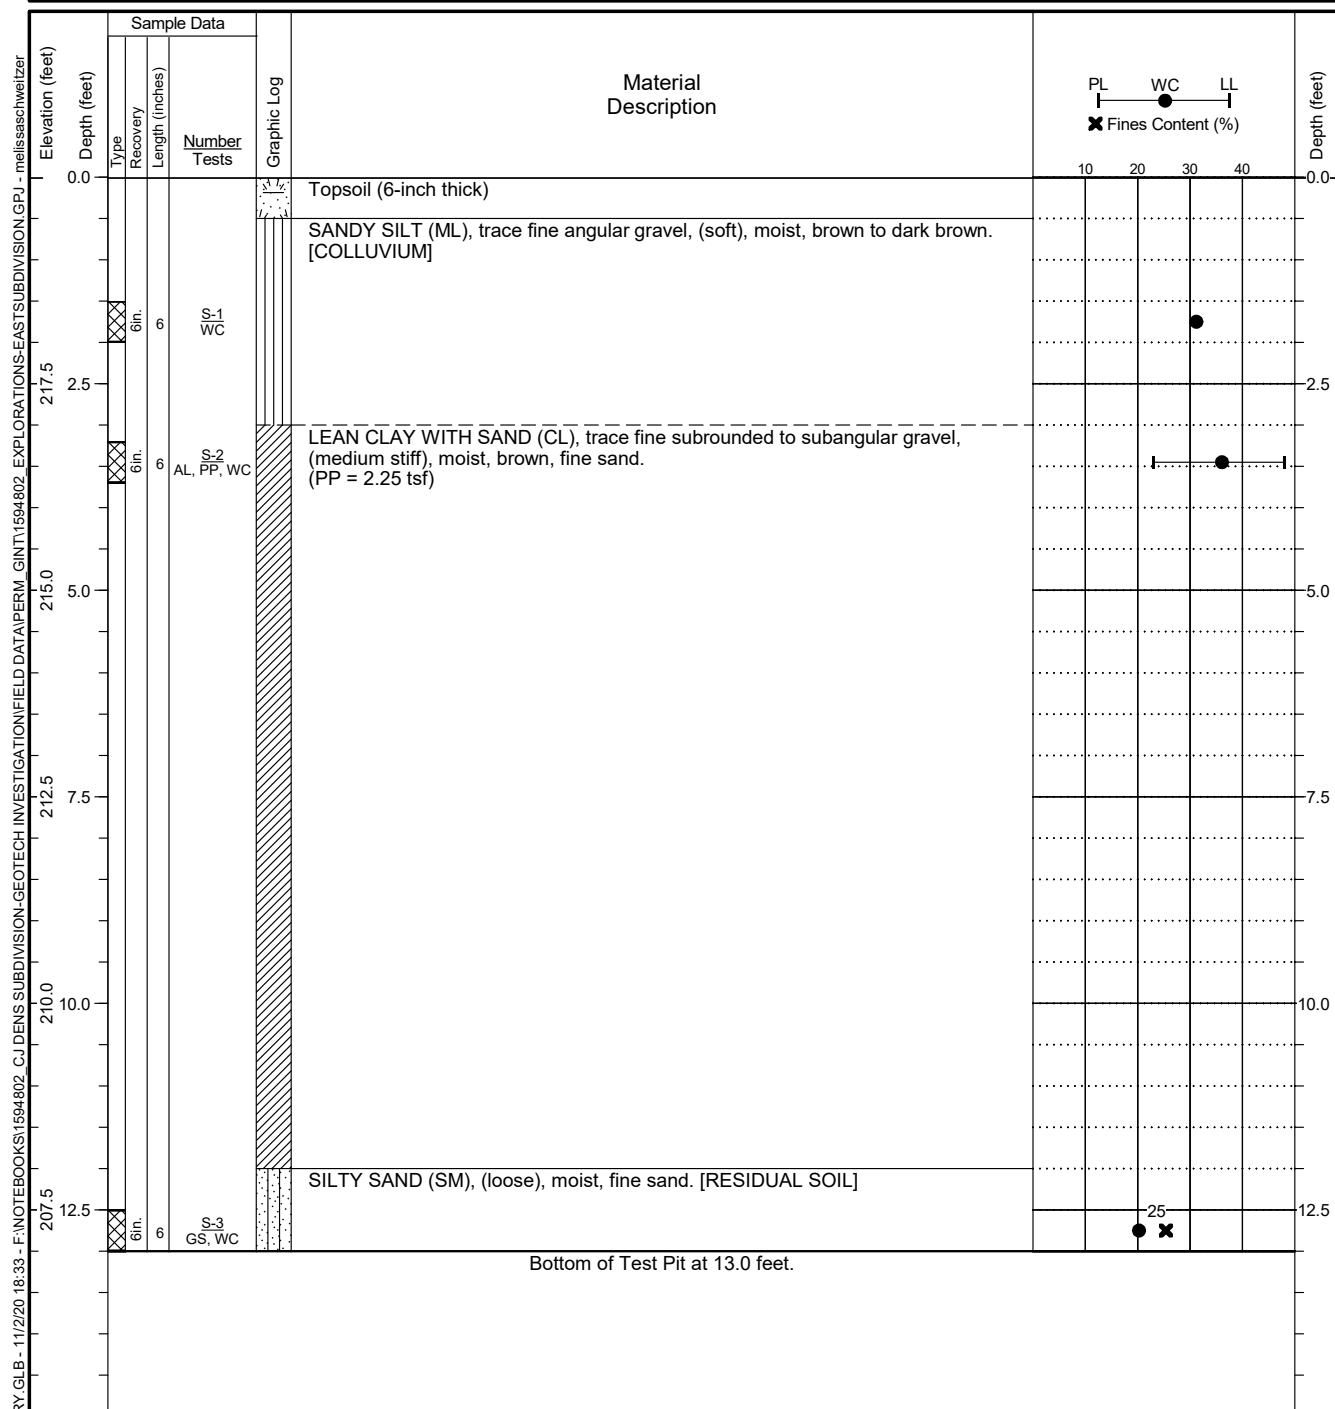 Sample Data
Elevation (feet)
Depth (feet)
Type
Recovery
Length (inches)
Number
Tests
Graphic Log
Material
Description
PL WC LL
Fines Content (%)
Depth (feet)
10 20 30 40
0.0
0.0
Topsoil (6-inch thick)
SANDY SILT (ML), trace fine angular gravel, (soft), moist, brown to dark brown.
[COLLUVIUM]
6in. 6 S-1
WC
217.5 2.5
2.5
LEAN CLAY WITH SAND (CL), trace fine subrounded to subangular gravel,
(medium stiff), moist, brown, fine sand.
(PP = 2.25 tsf)
6in. 6 S-2
AL, PP, WC
215.0 5.0
5.0
212.5 7.5
7.5
210.0 10.0
10.0
SILTY SAND (SM), (loose), moist, fine sand. [RESIDUAL SOIL]
207.5 12.5
25
12.5
6in. 6 S-3
GS, WC
Bottom of Test Pit at 13.0 feet.
RY.GLB - 11/2/20 18:33 - F:\NOTEBOOKS\1594802_CJ DENS SUBDIVISION-GEOTECH INVESTIGATION\FIELD DATA\PERM_GINT\1594802_EXPLORATIONS-EASTSUBDIVISION.GPJ - melissaschweitzer